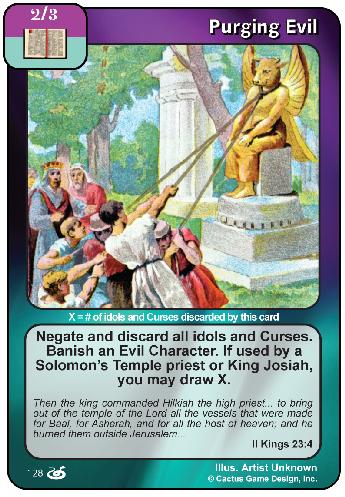 2/3
Purging Evil
X = # of idols and Curses discarded by this card
Negate and discard all idols and Curses.
Banish an Evil Character. If used by a
Solomon's Temple priest or King Josiah,
you may draw X.
Then the king commanded Hilkiah the high priest... to bring
out of the temple of the Lord all the vessels that were made
for Baal, for Asherah, and for all the host of heaven; and he
burned them outside Jerusalem...
II Kings 23:4
Illus. Artist Unknown
128
© Cactus Game Design, Inc.